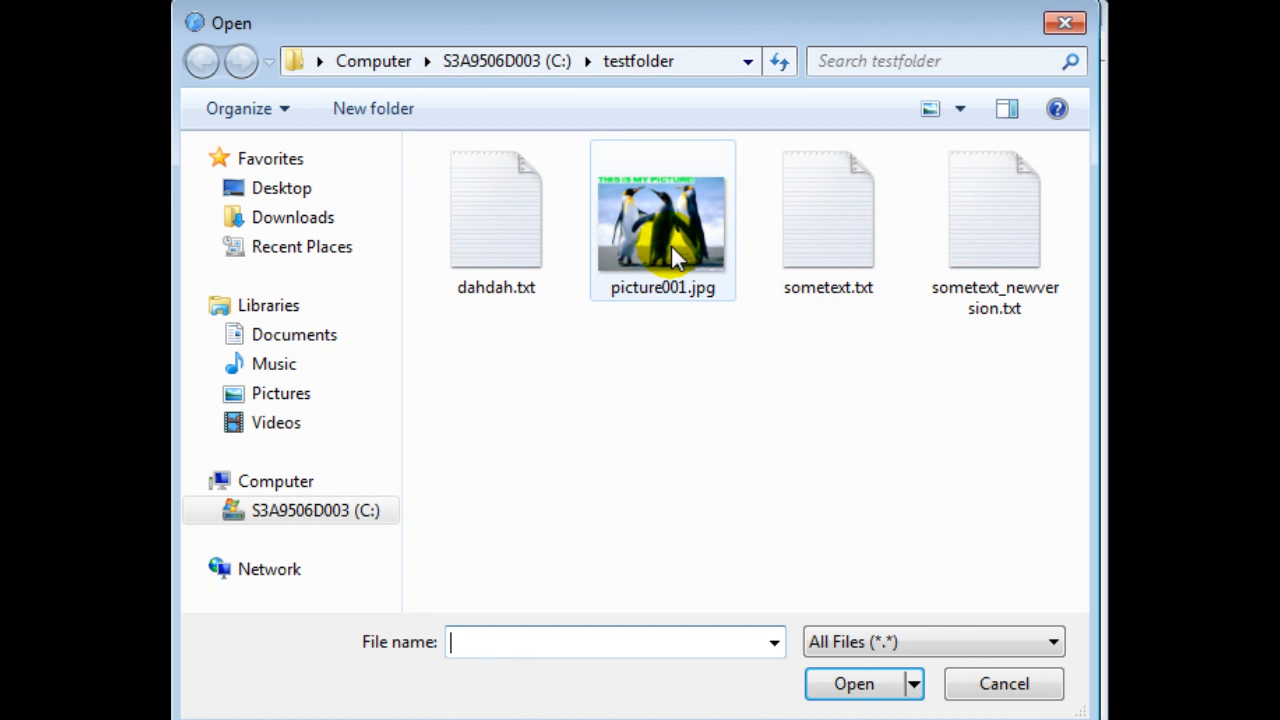 Open
Computer S3A9506D003 (C:) testfolder
Search testfolder
Organize New folder
Favorites
Desktop
Downloads
Recent Places
Libraries
Documents
Music
Pictures
Videos
Computer
S3A9506D003 (C:)
Network
THIS IS MY PICTURE!
dahdah.txt
picture001.jpg
sometext.txt
sometext_newver
sion.txt
File name:
All Files (*.*)
Open
Cancel